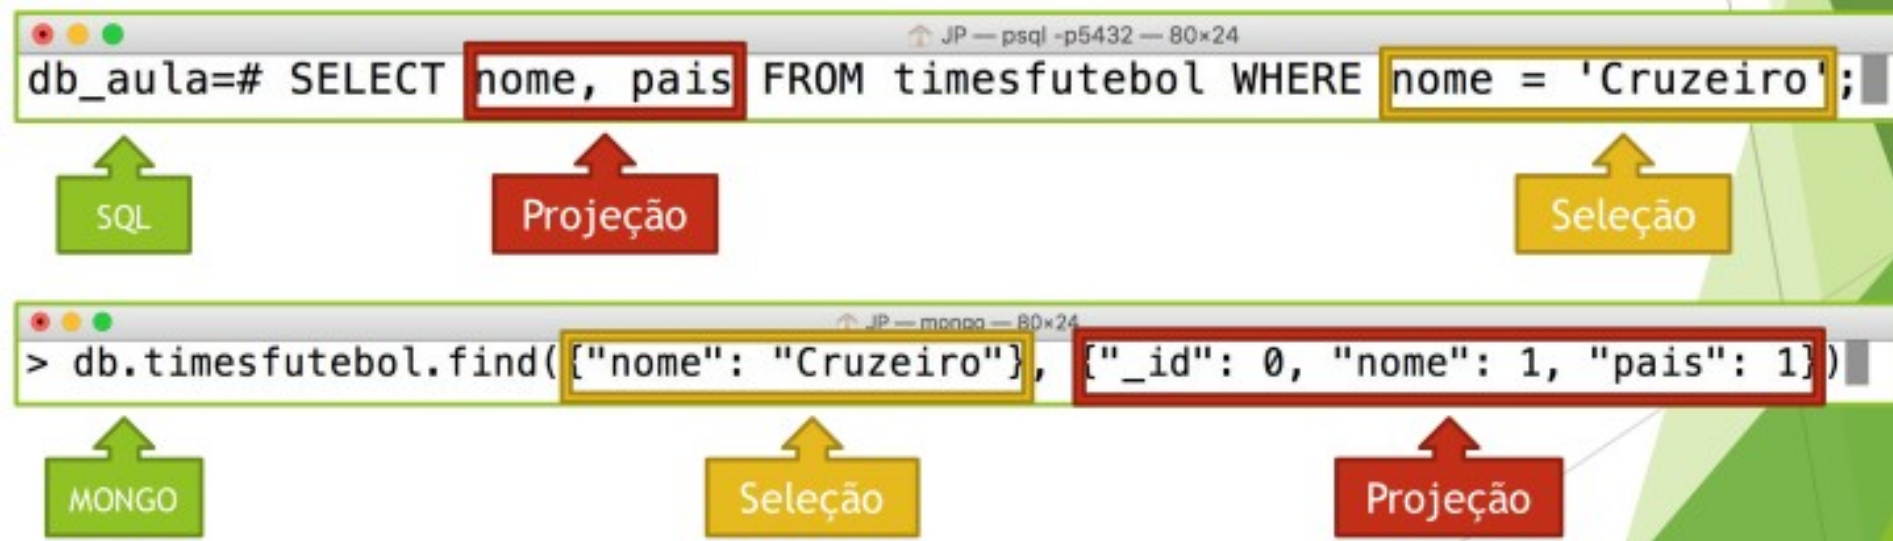 JP — psql -p5432 — 80×24
db_aula=# SELECT nome, pais FROM timesfutebol WHERE nome = 'Cruzeiro';
SQL
Projeção
Seleção
JP — mongo — 80×24
> db.timesfutebol.find({"nome": "Cruzeiro"}, {"_id": 0, "nome": 1, "pais": 1})
MONGO
Seleção
Projeção